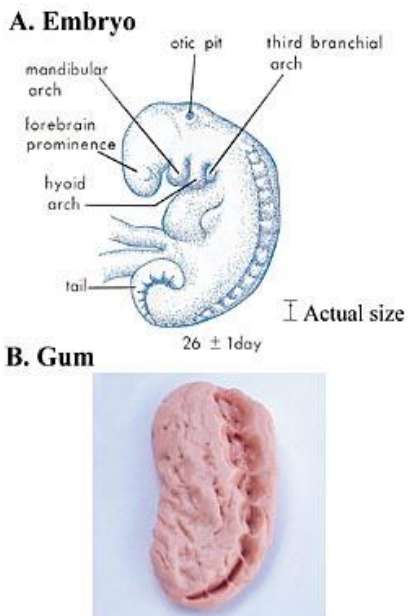 A. Embryo
otic pit
third branchial
arch
mandibular
arch
forebrain
prominence
hyoid
arch
tail
Actual size
26 ± 1day
B. Gum